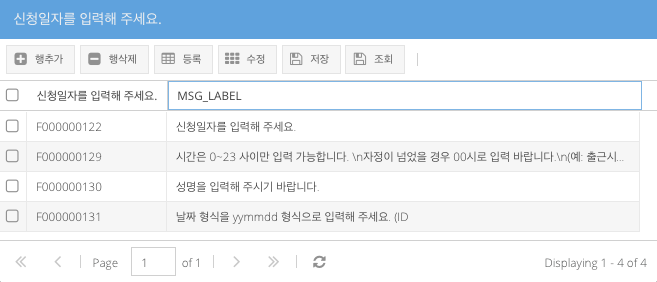 신청일자를 입력해 주세요.
행추가 행삭제 등록 수정 저장 조회
신청일자를 입력해 주세요. MSG_LABEL
F000000122 신청일자를 입력해 주세요.
F000000129 시간은 0~23 사이만 입력 가능합니다. \n자정이 넘었을 경우 00시로 입력 바랍니다.\n(예: 출근시...
F000000130 성명을 입력해 주시기 바랍니다.
F000000131 날짜 형식을 yymmdd 형식으로 입력해 주세요. (ID
Page 1 of 1 Displaying 1 - 4 of 4